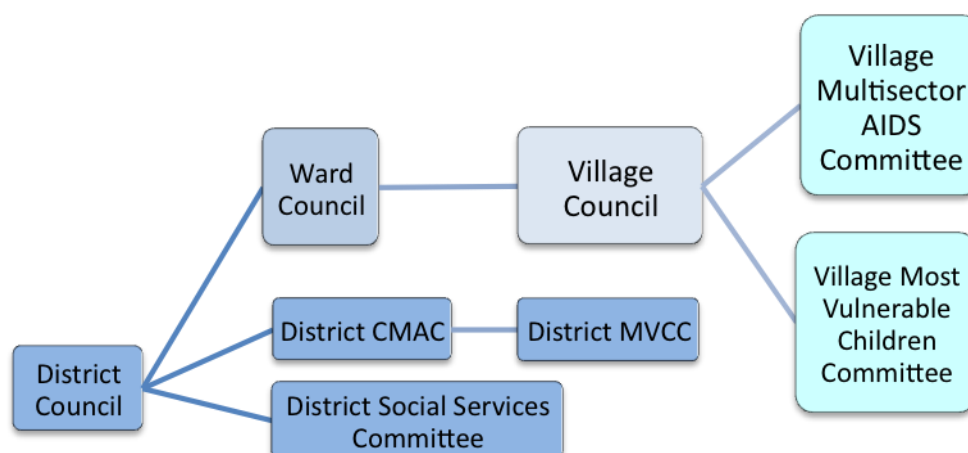 District
Council
Ward
Council
Village
Council
Village
Multisector
AIDS
Committee
Village Most
Vulnerable
Children
Committee
District CMAC
District MVCC
District Social Services
Committee